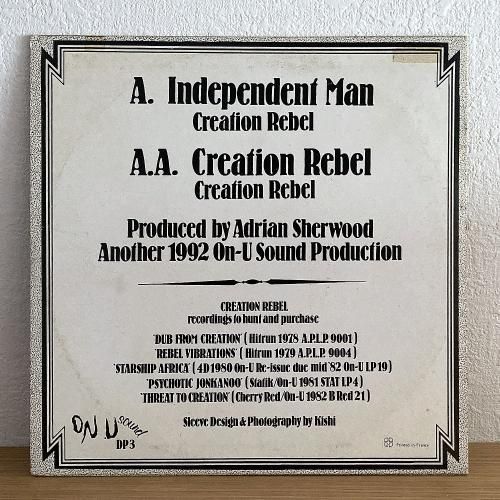 A. Independent Man
Creation Rebel
A.A. Creation Rebel
Creation Rebel
Produced by Adrian Sherwood
Another 1992 On-U Sound Production
CREATION REBEL
recordings to hunt and purchase
'DUB FROM CREATION' ( Hitrun 1978 A.P.L.P. 9001 )
'REBEL VIBRATIONS' ( Hitrun 1979 A.P.L.P. 9004 )
'STARSHIP AFRICA' ( 4D 1980 On-U Re-issue due mid '82 On-U LP 19 )
'PSYCHOTIC JONKANOO' ( Statik/On-U 1981 STAT LP 4 )
'THREAT TO CREATION' ( Cherry Red/On-U 1982 B Red 21 )
Sleeve Design & Photography by Kishi
ON U sound
DP 3
Printed in France